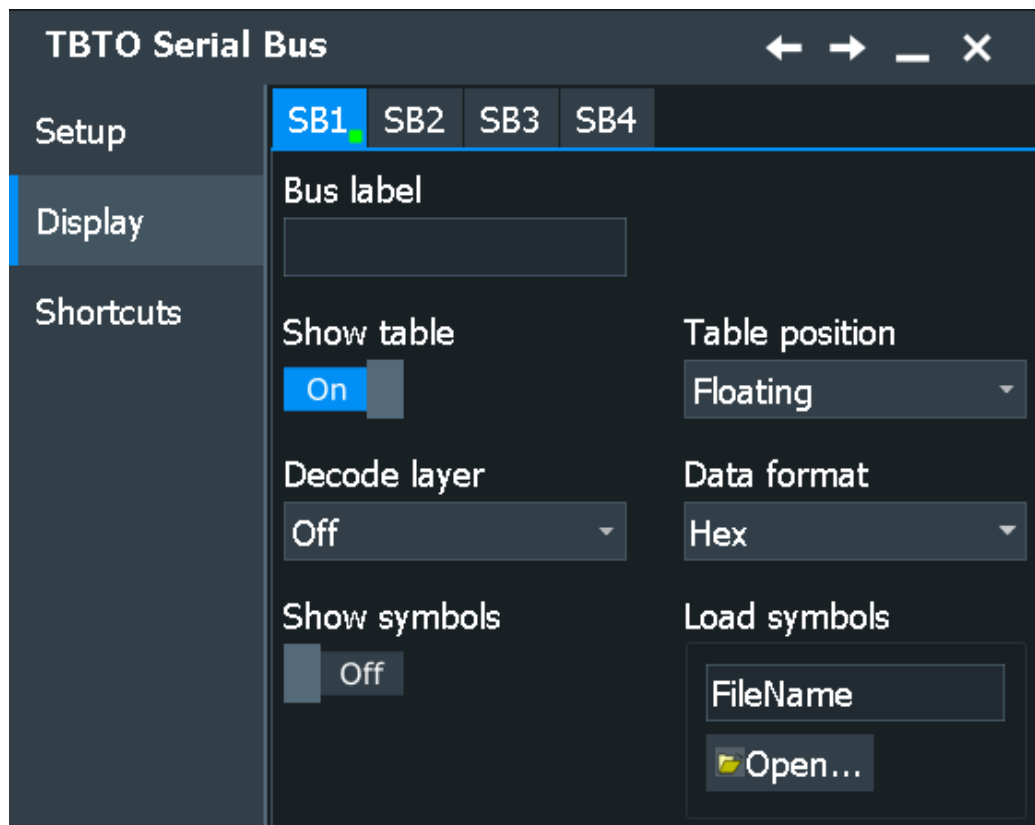 TBTO Serial Bus
Setup
Display
Shortcuts
SB1 SB2 SB3 SB4
Bus label
Show table Table position
On Floating
Decode layer Data format
Off Hex
Show symbols Load symbols
Off FileName
Open...